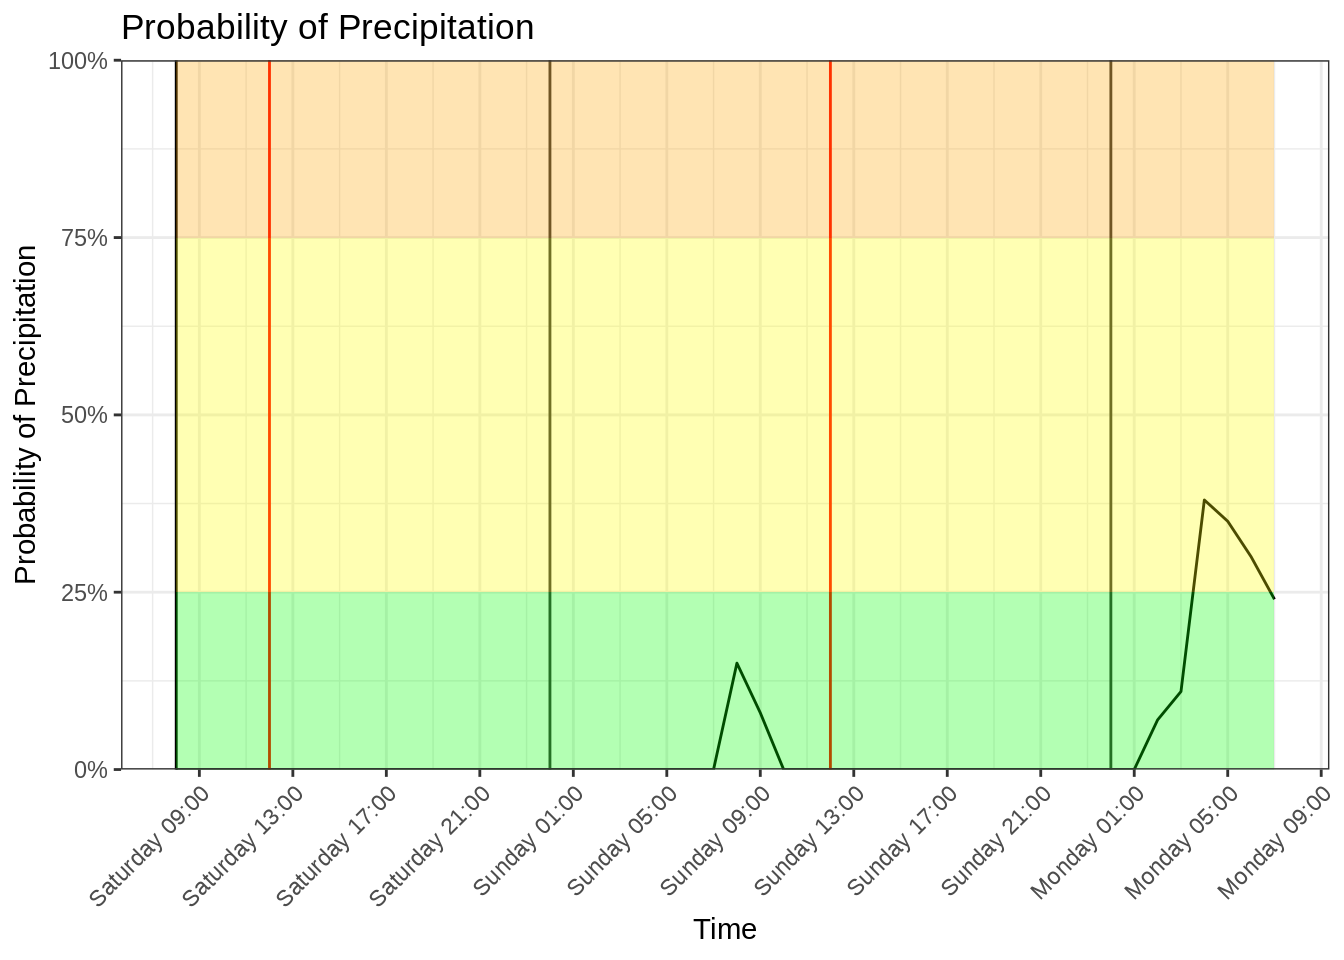 Probability of Precipitation
Probability of Precipitation
100%
75%
50%
25%
0%
Saturday 09:00
Saturday 13:00
Saturday 17:00
Saturday 21:00
Sunday 01:00
Sunday 05:00
Sunday 09:00
Sunday 13:00
Sunday 17:00
Sunday 21:00
Monday 01:00
Monday 05:00
Monday 09:00
Time